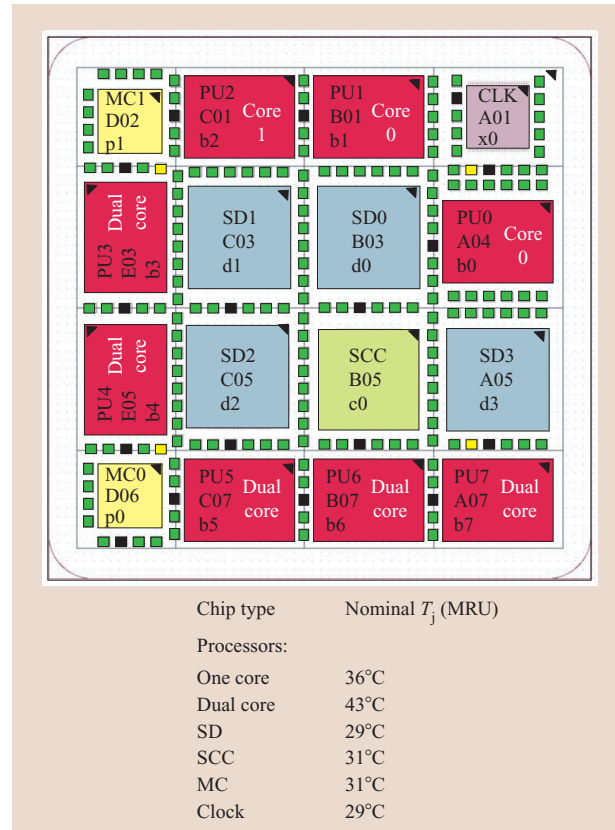 MC1
D02
p1
PU2
C01
b2
Core
1
PU1
B01
b1
Core
0
CLK
A01
x0
PU3
E03
b3
Dual
core
SD1
C03
d1
SD0
B03
d0
PU0
A04
b0
Core
0
PU4
E05
b4
Dual
core
SD2
C05
d2
SCC
B05
c0
SD3
A05
d3
MC0
D06
p0
PU5
C07
b5
Dual
core
PU6
B07
b6
Dual
core
PU7
A07
b7
Dual
core
Chip type Nominal Tj (MRU)
Processors:
One core 36°C
Dual core 43°C
SD 29°C
SCC 31°C
MC 31°C
Clock 29°C